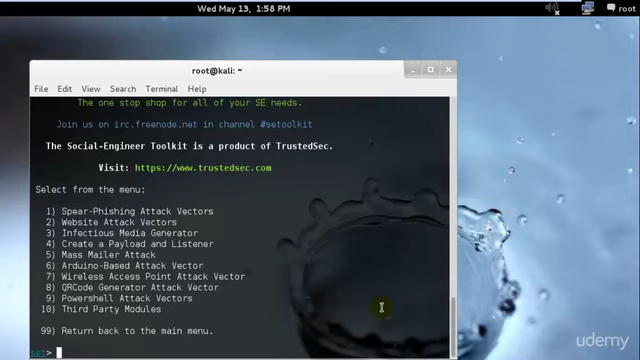 Wed May 13, 1:58 PM
root
root@kali: ~
File Edit View Search Terminal Help
The one stop shop for all of your SE needs.
Join us on irc.freenode.net in channel #setoolkit
The Social-Engineer Toolkit is a product of TrustedSec.
Visit: https://www.trustedsec.com
Select from the menu:
1) Spear-Phishing Attack Vectors
2) Website Attack Vectors
3) Infectious Media Generator
4) Create a Payload and Listener
5) Mass Mailer Attack
6) Arduino-Based Attack Vector
7) Wireless Access Point Attack Vector
8) QRCode Generator Attack Vector
9) Powershell Attack Vectors
10) Third Party Modules
99) Return back to the main menu.
set>
udemy